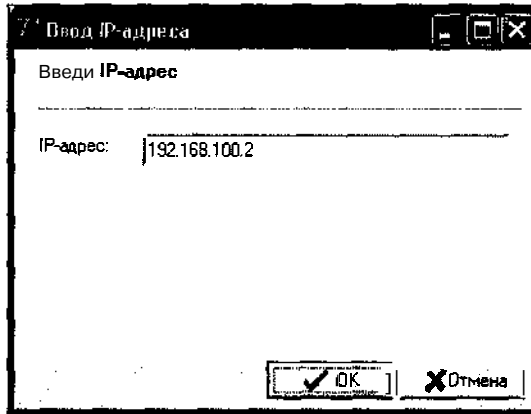 Ввод IP-адреса
Введи IP-адрес
IP-адрес: 192.168.100.2
OK Отмена